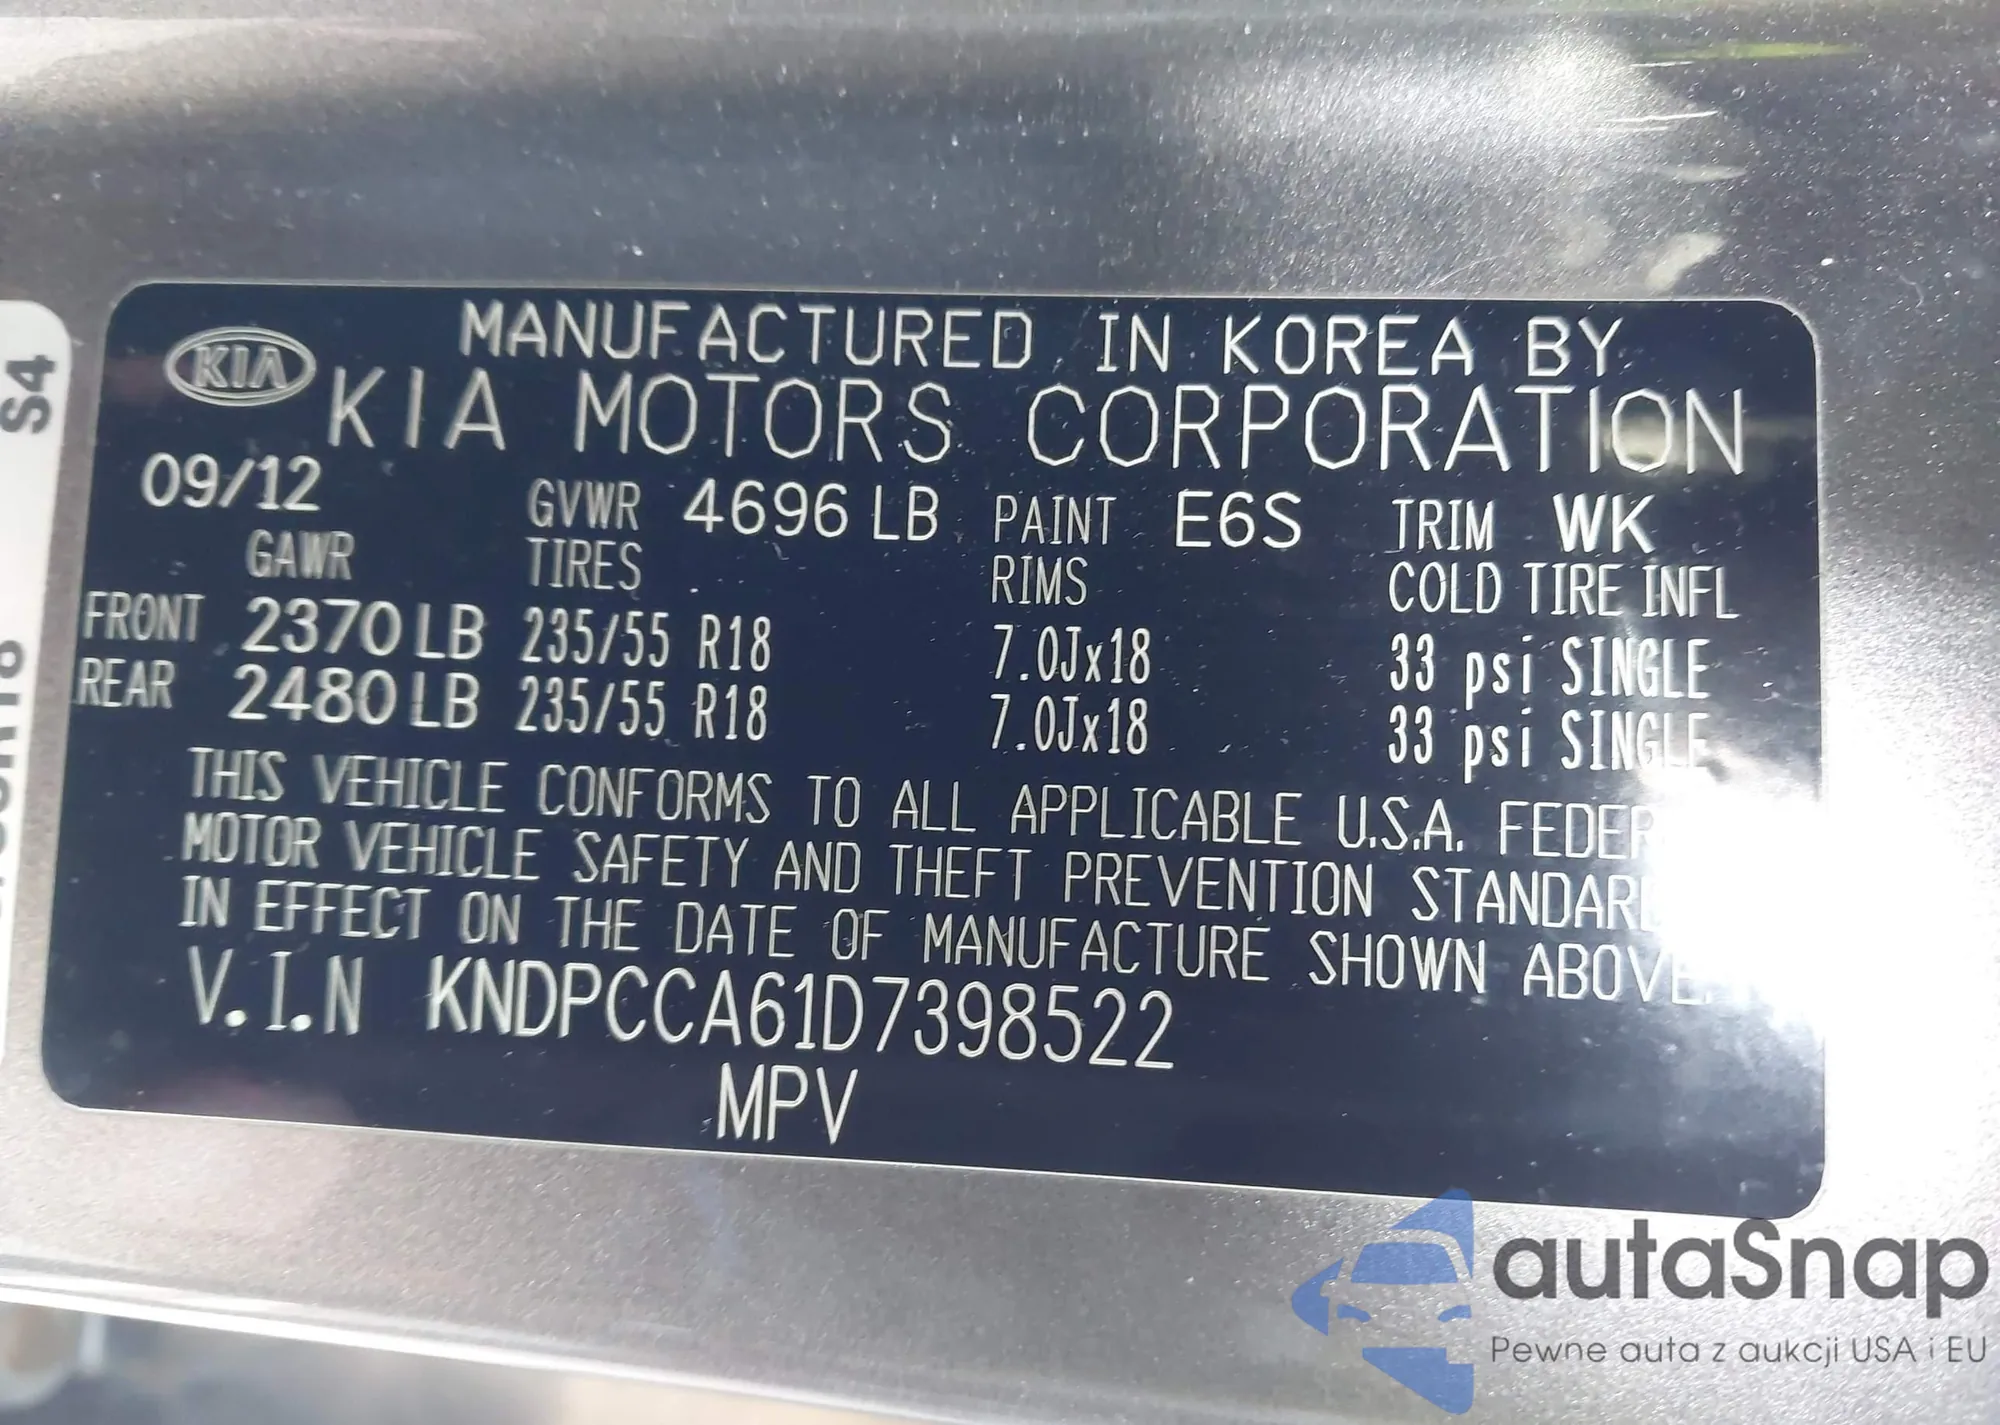 MANUFACTURED IN KOREA BY
KIA KIA MOTORS CORPORATION
09/12 GVWR 4696 LB PAINT E6S TRIM WK
GAWR TIRES RIMS COLD TIRE INFL
FRONT 2370 LB 235/55 R18 7.0Jx18 33 psi SINGLE
REAR 2480 LB 235/55 R18 7.0Jx18 33 psi SINGLE
THIS VEHICLE CONFORMS TO ALL APPLICABLE U.S.A.
MOTOR VEHICLE SAFETY AND THEFT PREVENTION
IN EFFECT ON THE DATE OF MANUFACTURE SHOWN ABOVE.
V.I.N KNDPCCA61D7398522
MPV
S4
autaSnap
Pewne auta z aukcji USA i EU